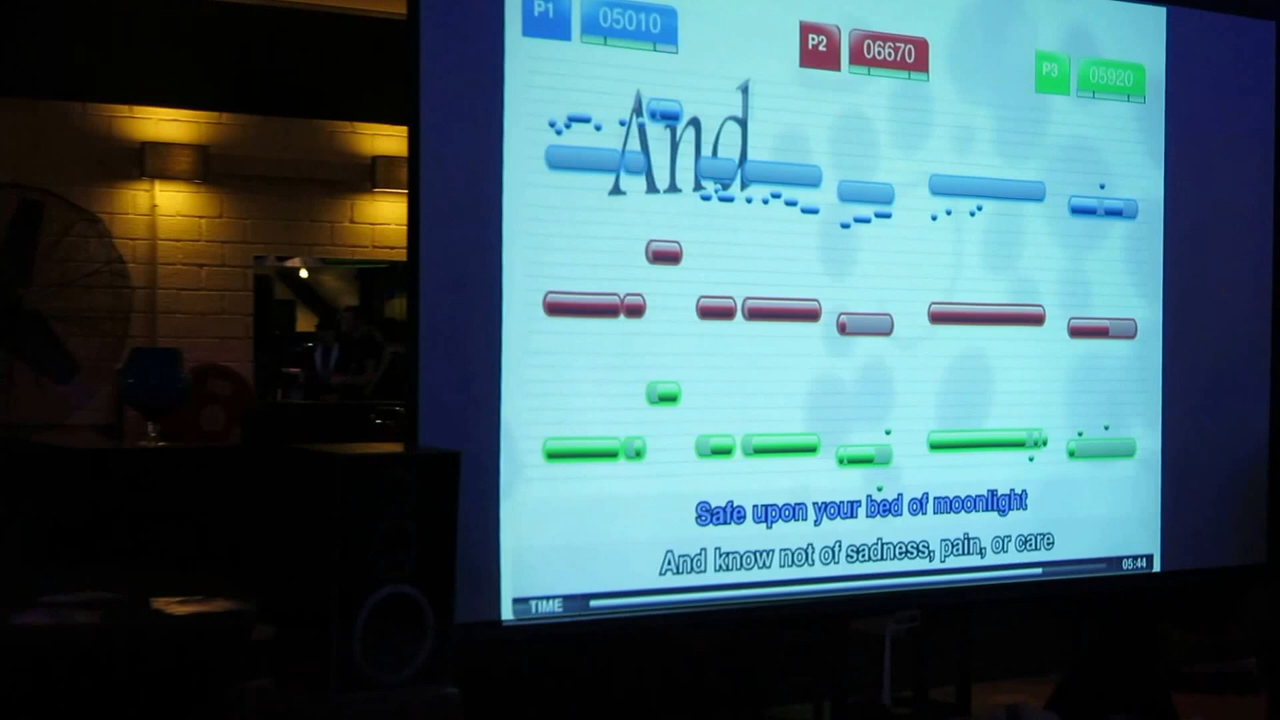 P1 05010
P2 06670
P3 05920
And
Safe upon your bed of moonlight
And know not of sadness, pain, or care
TIME 05:44